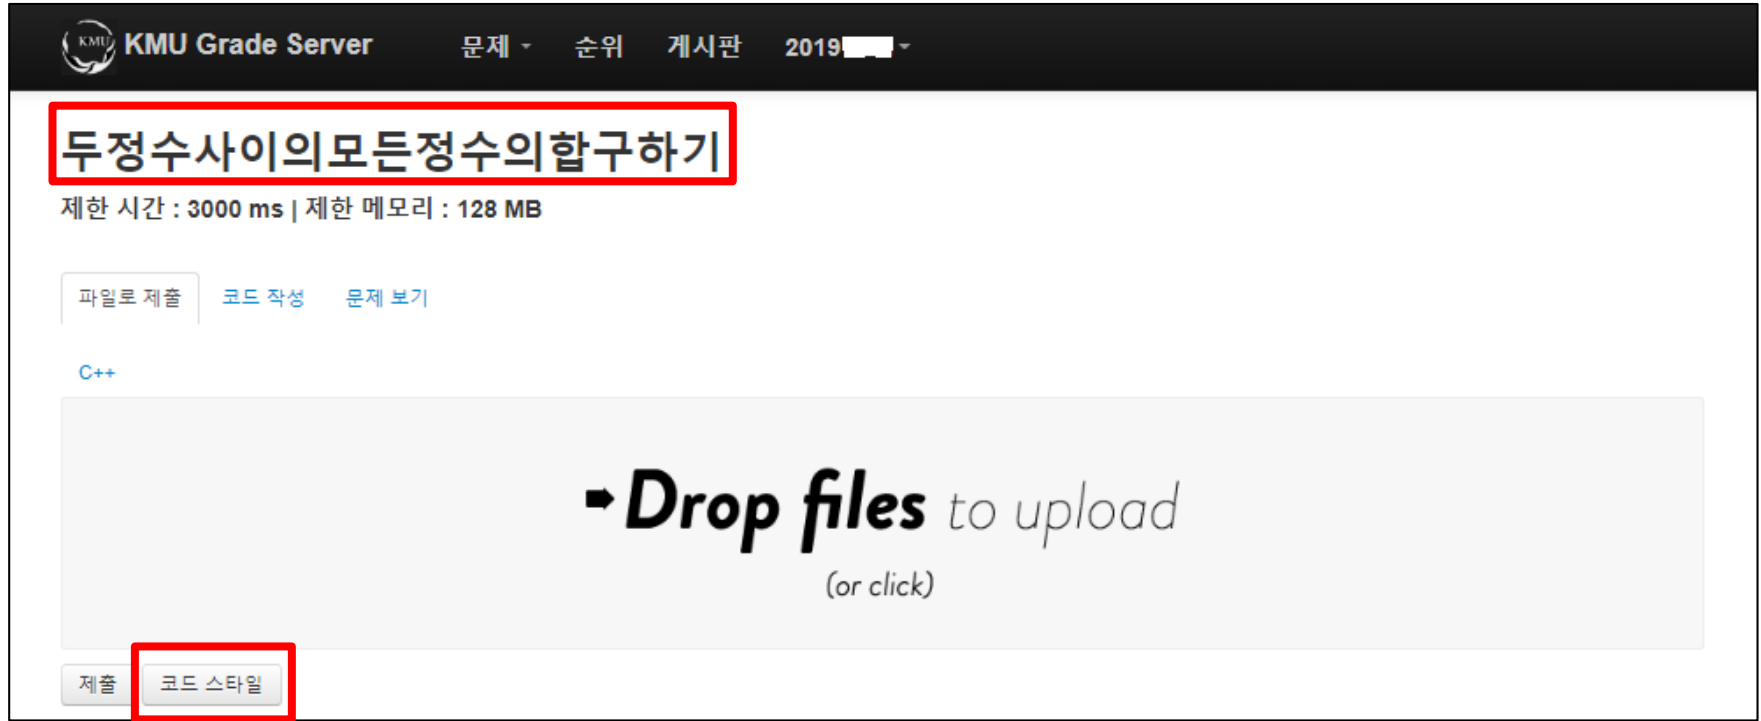 KMU KMU Grade Server 문제 순위 게시판 2019
두정수사이의모든정수의합구하기
제한 시간 : 3000 ms | 제한 메모리 : 128 MB
파일로 제출 코드 작성 문제 보기
C++
Drop files to upload
(or click)
제출 코드 스타일